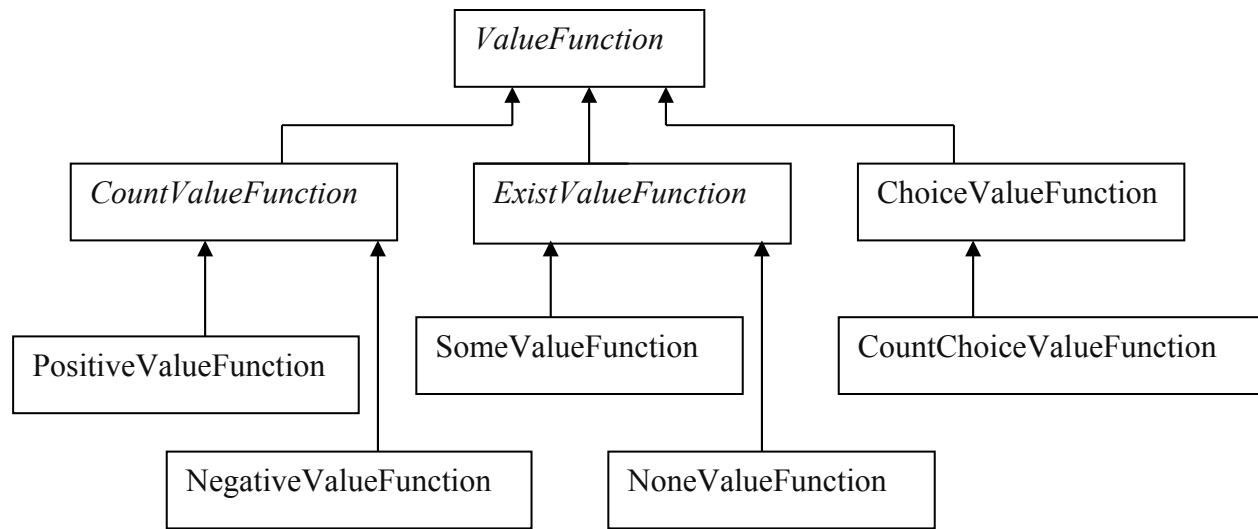 ValueFunction
CountValueFunction
ExistValueFunction
ChoiceValueFunction
PositiveValueFunction
SomeValueFunction
CountChoiceValueFunction
NegativeValueFunction
NoneValueFunction